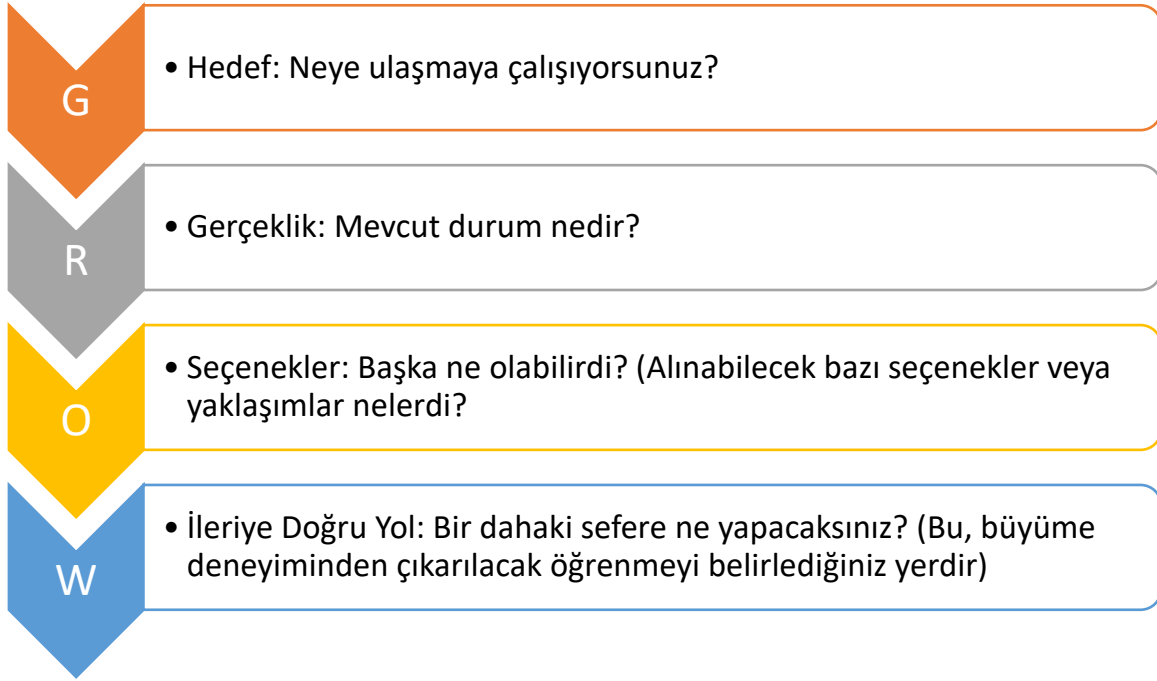 G
• Hedef: Neye ulaşmaya çalışıyorsunuz?
R
• Gerçeklik: Mevcut durum nedir?
O
• Seçenekler: Başka ne olabilirdi? (Alınabilecek bazı seçenekler veya
yaklaşımlar nelerdi?
W
• İleriye Doğru Yol: Bir dahaki sefere ne yapacaksınız? (Bu, büyüme
deneyiminden çıkarılacak öğrenmeyi belirlediğiniz yerdir)